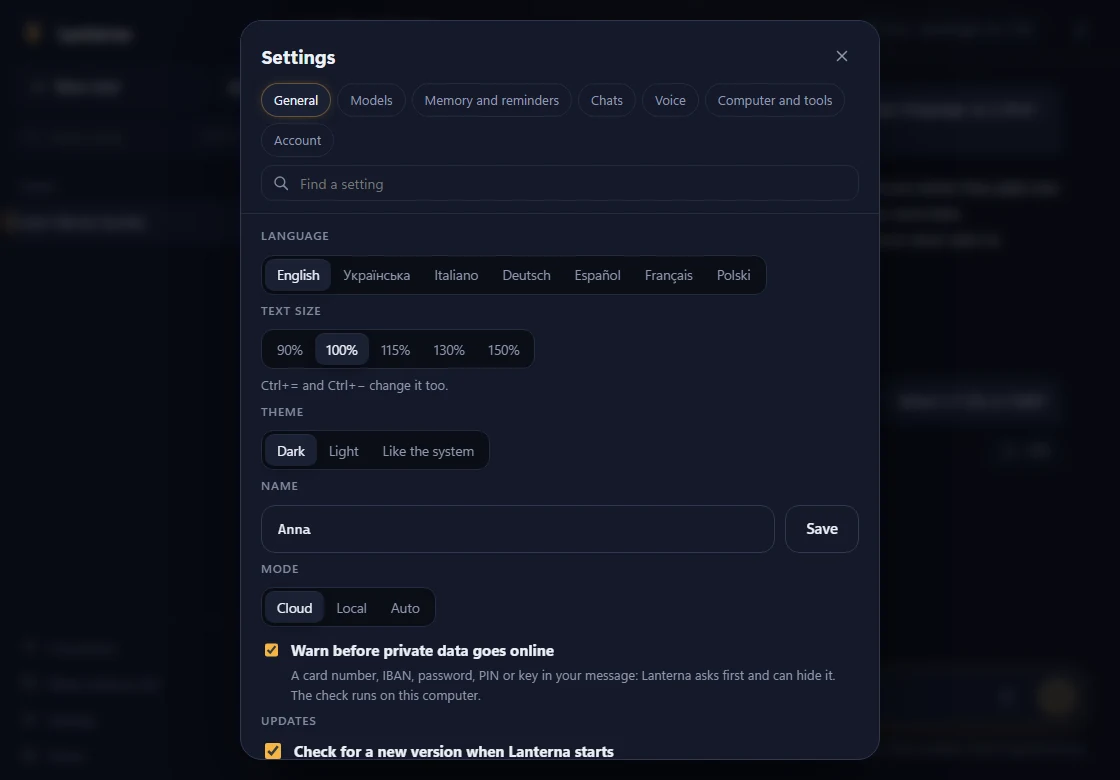 Settings
General
Models
Memory and reminders
Chats
Voice
Computer and tools
Account
Find a setting
LANGUAGE
English
Українська
Italiano
Deutsch
Español
Français
Polski
TEXT SIZE
90%
100%
115%
130%
150%
Ctrl+= and Ctrl+− change it too.
THEME
Dark
Light
Like the system
NAME
Anna
Save
MODE
Cloud
Local
Auto
Warn before private data goes online
A card number, IBAN, password, PIN or key in your message: Lanterna asks first and can hide it.
The check runs on this computer.
UPDATES
Check for a new version when Lanterna starts